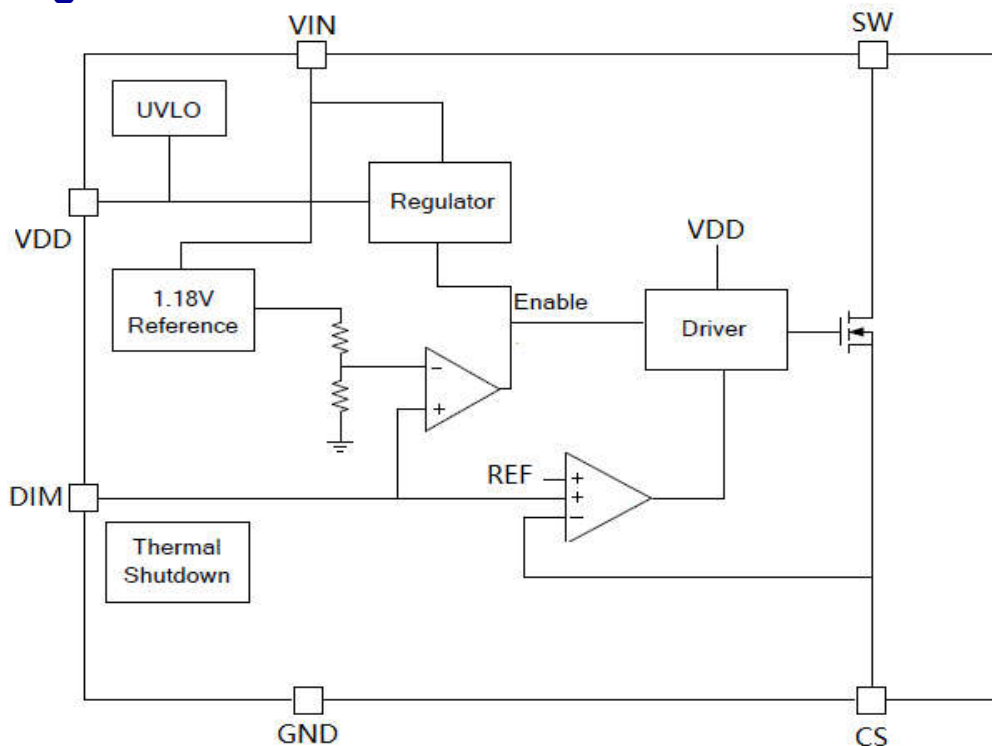 VIN
SW
UVLO
Regulator
VDD
VDD
1.18V
Reference
Enable
Driver
−
+
REF
+
+
−
DIM
Thermal
Shutdown
GND
CS